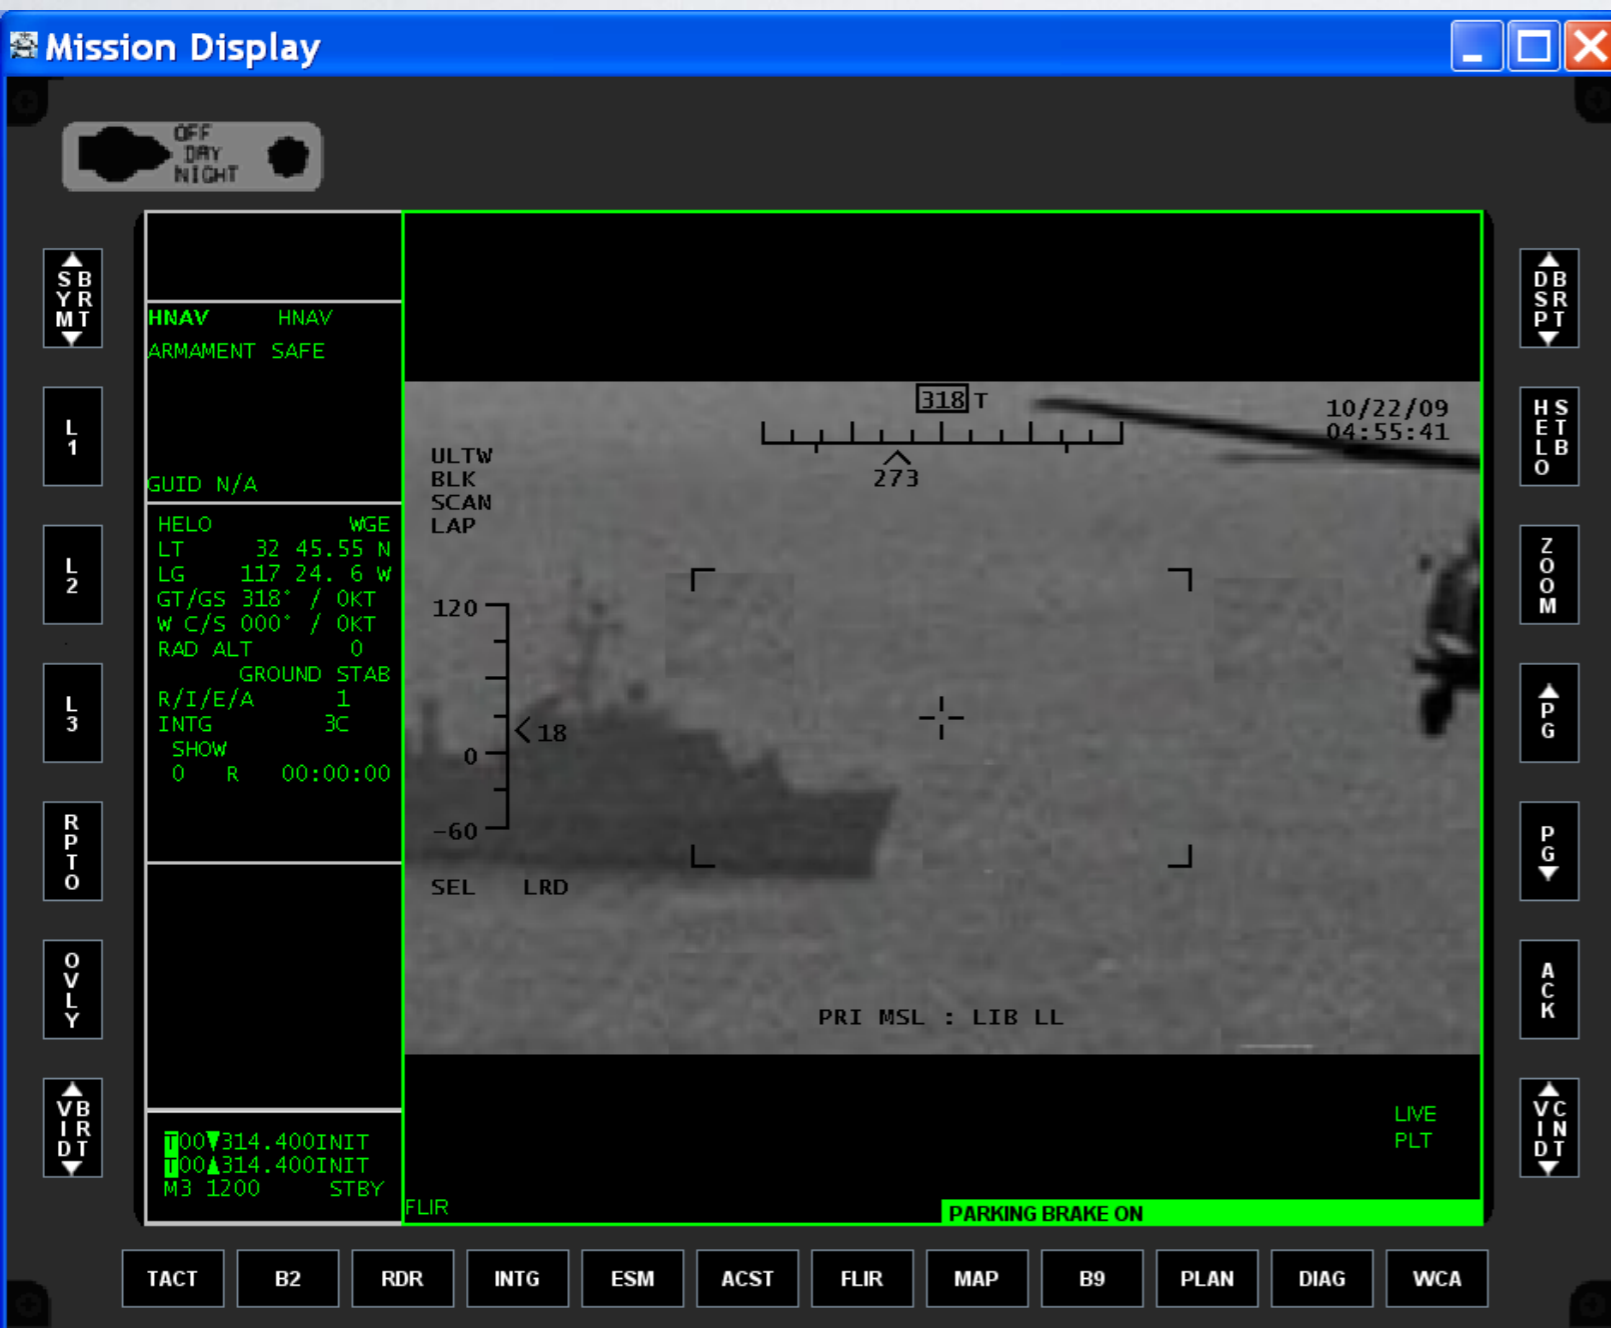 Mission Display
OFF
DAY
NIGHT
SYM BRT
L1
L2
L3
RPTO
OVLY
VID BRT
HNAV HNAV
ARMAMENT SAFE
GUID N/A
HELO WGE
LT 32 45.55 N
LG 117 24. 6 W
GT/GS 318° / 0KT
W C/S 000° / 0KT
RAD ALT 0
GROUND STAB
R/I/E/A 1
INTG 3C
SHOW
0 R 00:00:00
T00▼314.400INIT
T00▲314.400INIT
M3 1200 STBY
318 T
10/22/09
04:55:41
273
ULTW
BLK
SCAN
LAP
120
<18
0
-60
SEL LRD
PRI MSL : LIB LL
LIVE
PLT
FLIR
PARKING BRAKE ON
DSP BRT
HELO STB
ZOOM
▲PG
PG▼
ACK
VID CNT
TACT B2 RDR INTG ESM ACST FLIR MAP B9 PLAN DIAG WCA